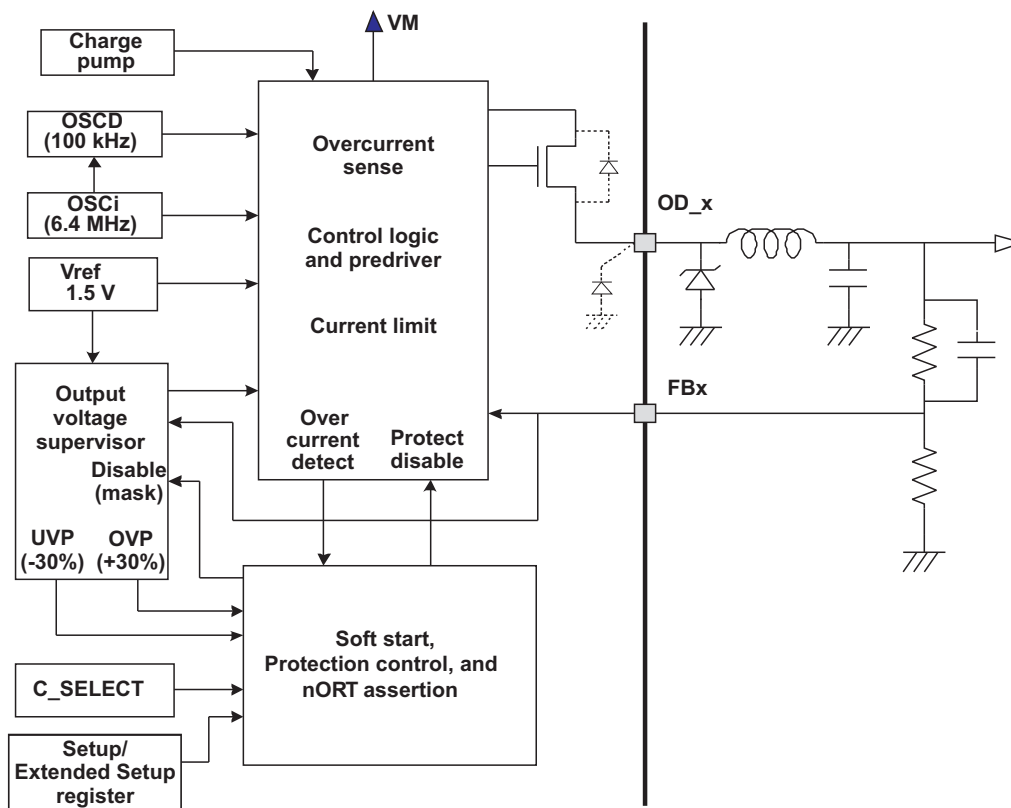 VM
Charge
pump
OSCD
(100 kHz)
OSCi
(6.4 MHz)
Vref
1.5 V
Overcurrent
sense
Control logic
and predriver
Current limit
Over
current
detect
Protect
disable
OD_x
FBx
Output
voltage
supervisor
Disable
(mask)
UVP
(-30%)
OVP
(+30%)
Soft start,
Protection control, and
nORT assertion
C_SELECT
Setup/
Extended Setup
register